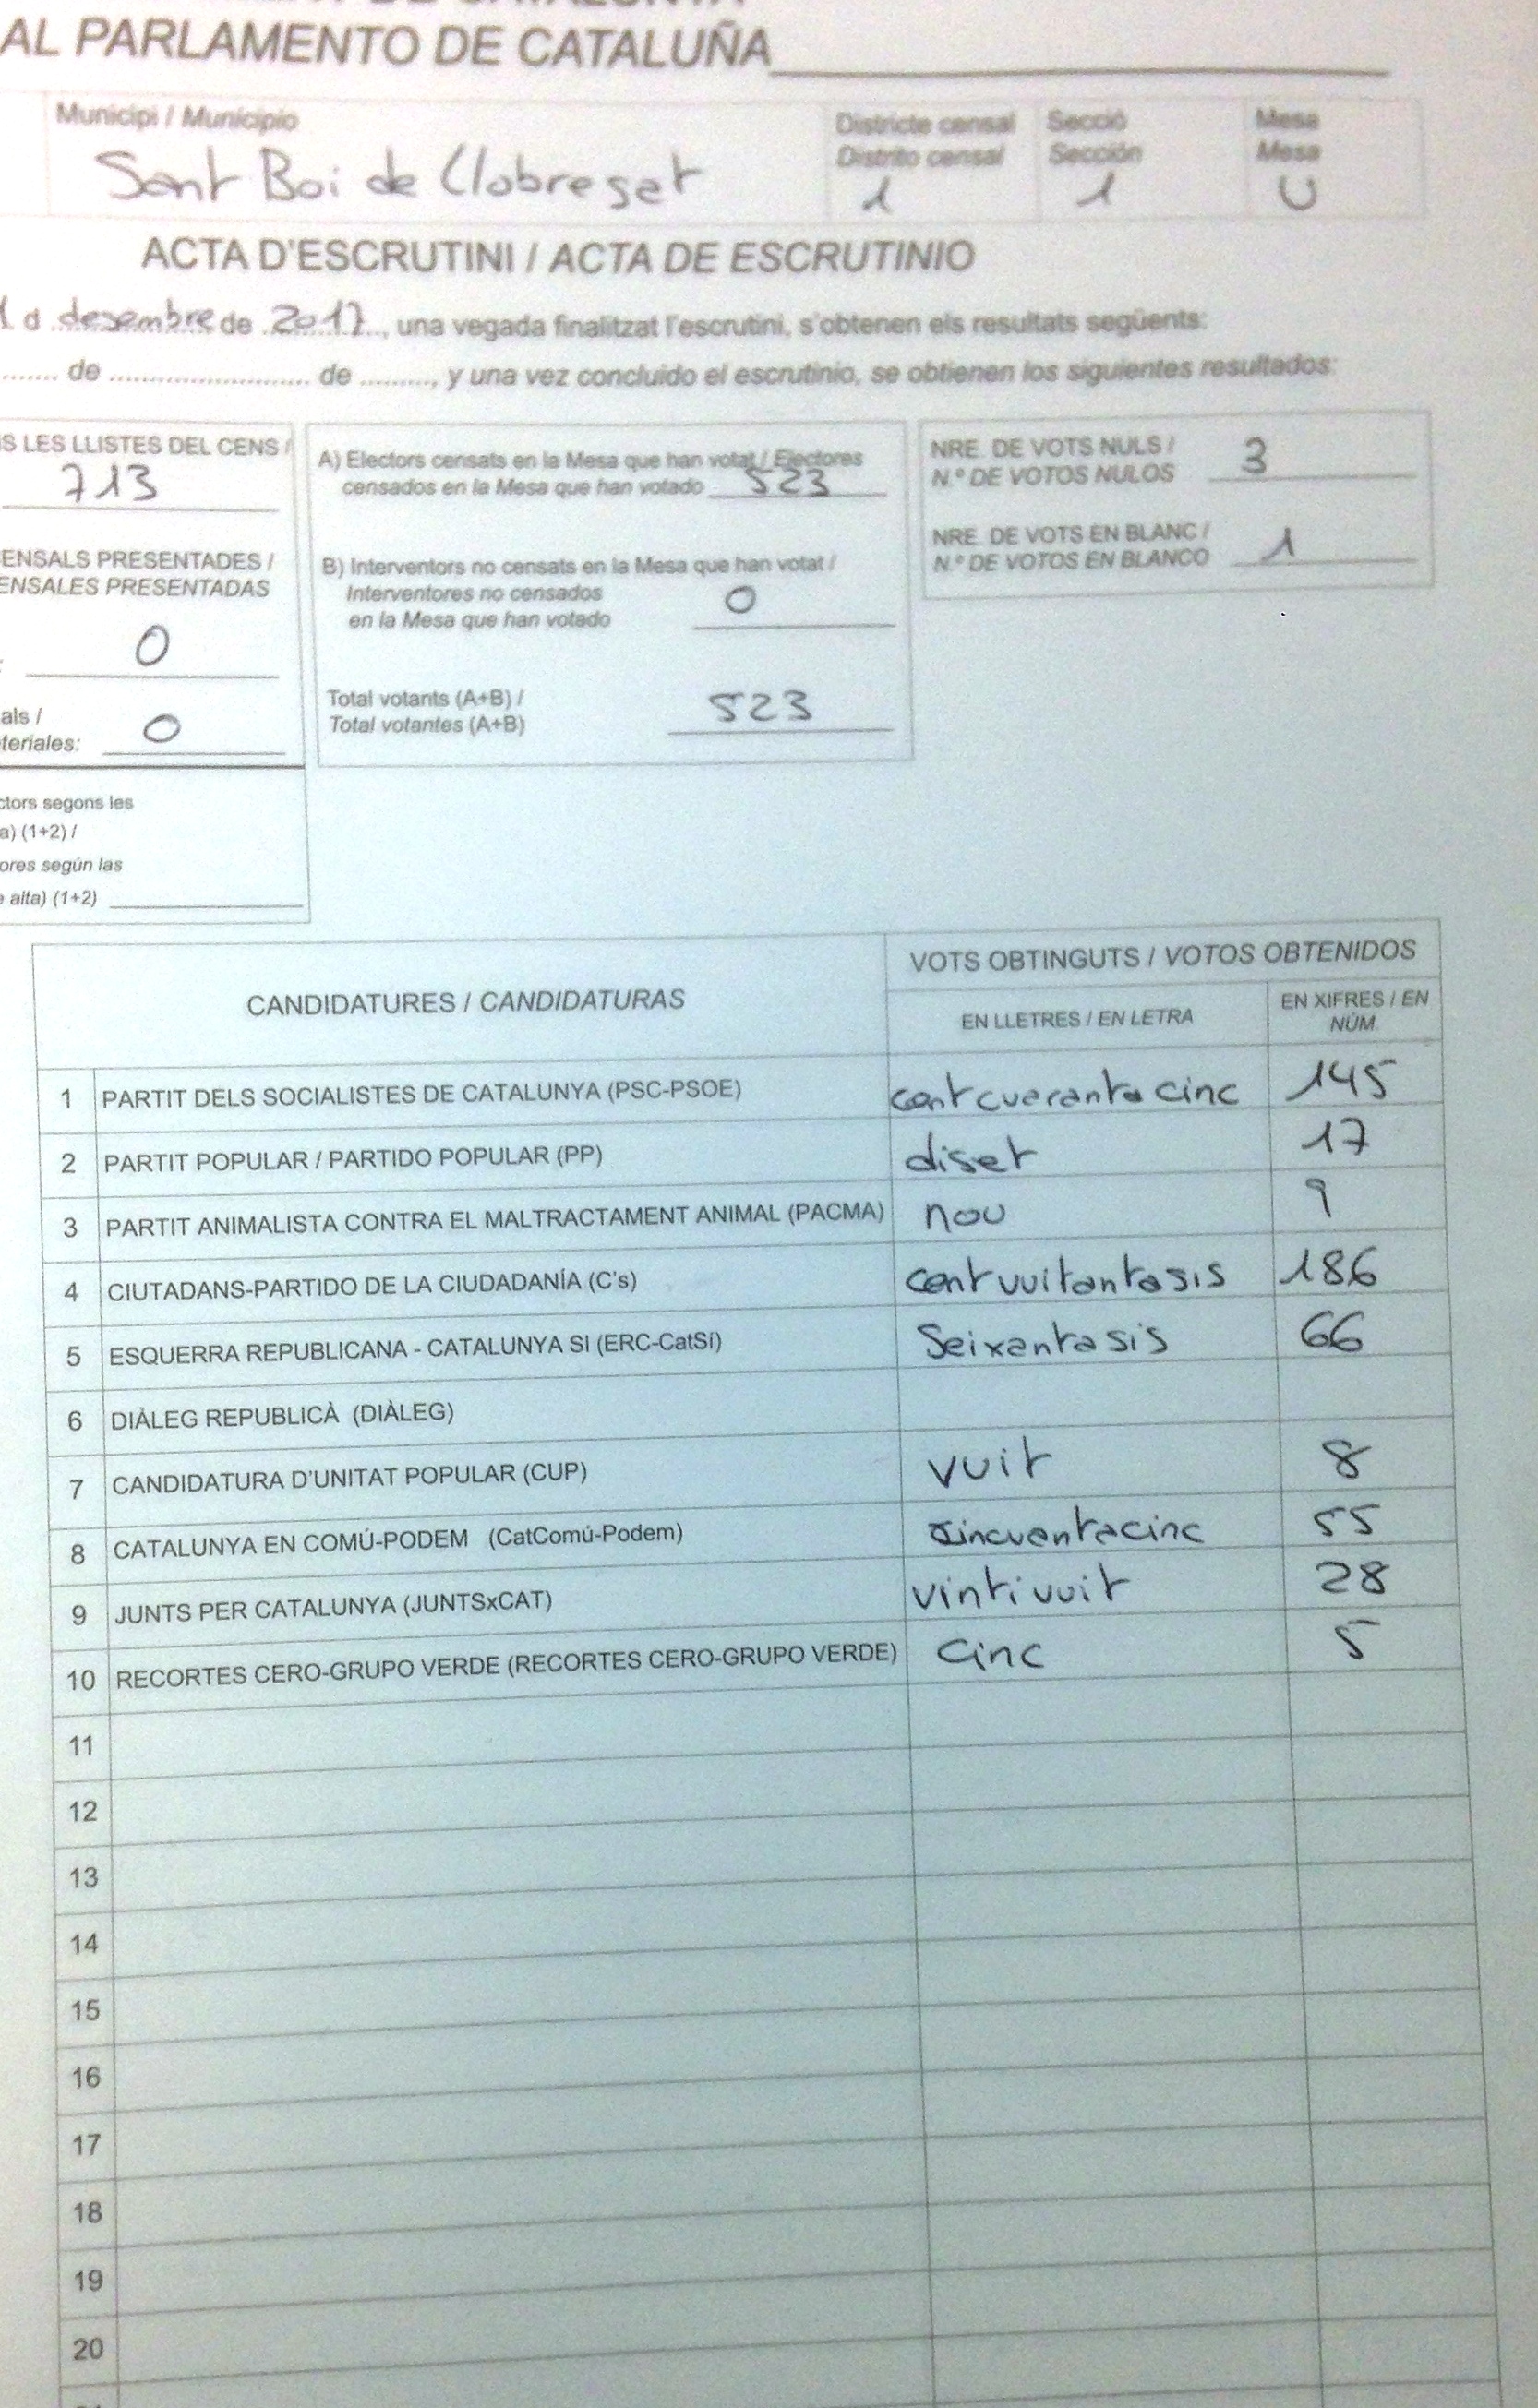 AL PARLAMENTO DE CATALUÑA
Municipi / Municipio
Districte censal Secció Mesa
Distrito censal Sección Mesa
Sant Boi de Llobregat 1 1 U
ACTA D'ESCRUTINI / ACTA DE ESCRUTINIO
d desembre de 2017, una vegada finalitzat l'escrutini, s'obtenen els resultats següents:
de de, y una vez concluido el escrutinio, se obtienen los siguientes resultados:
LES LLISTES DEL CENS /
713
ENSALS PRESENTADES /
ENSALES PRESENTADAS
0
als /
teriales: 0
ctors segons les
a) (1+2) /
ores según las
alta) (1+2)
A) Electors censats en la Mesa que han votat / Electores
censados en la Mesa que han votado 523
B) Interventors no censats en la Mesa que han votat /
Interventores no censados
en la Mesa que han votado 0
Total votants (A+B) /
Total votantes (A+B) 523
NRE. DE VOTS NULS /
N.º DE VOTOS NULOS 3
NRE. DE VOTS EN BLANC /
N.º DE VOTOS EN BLANCO 1
CANDIDATURES / CANDIDATURAS
VOTS OBTINGUTS / VOTOS OBTENIDOS
EN LLETRES / EN LETRA
EN XIFRES / EN
NÚM.
1 PARTIT DELS SOCIALISTES DE CATALUNYA (PSC-PSOE) cent cuaranta cinc 145
2 PARTIT POPULAR / PARTIDO POPULAR (PP) diset 17
3 PARTIT ANIMALISTA CONTRA EL MALTRACTAMENT ANIMAL (PACMA) nou 9
4 CIUTADANS-PARTIDO DE LA CIUDADANÍA (C's) cent vuitantasis 186
5 ESQUERRA REPUBLICANA - CATALUNYA SI (ERC-CatSí) Seixantasis 66
6 DIÀLEG REPUBLICÀ (DIÀLEG)
7 CANDIDATURA D'UNITAT POPULAR (CUP) vuit 8
8 CATALUNYA EN COMÚ-PODEM (CatComú-Podem) cincuentacinc 55
9 JUNTS PER CATALUNYA (JUNTSxCAT) vintivuit 28
10 RECORTES CERO-GRUPO VERDE (RECORTES CERO-GRUPO VERDE) cinc 5
11
12
13
14
15
16
17
18
19
20